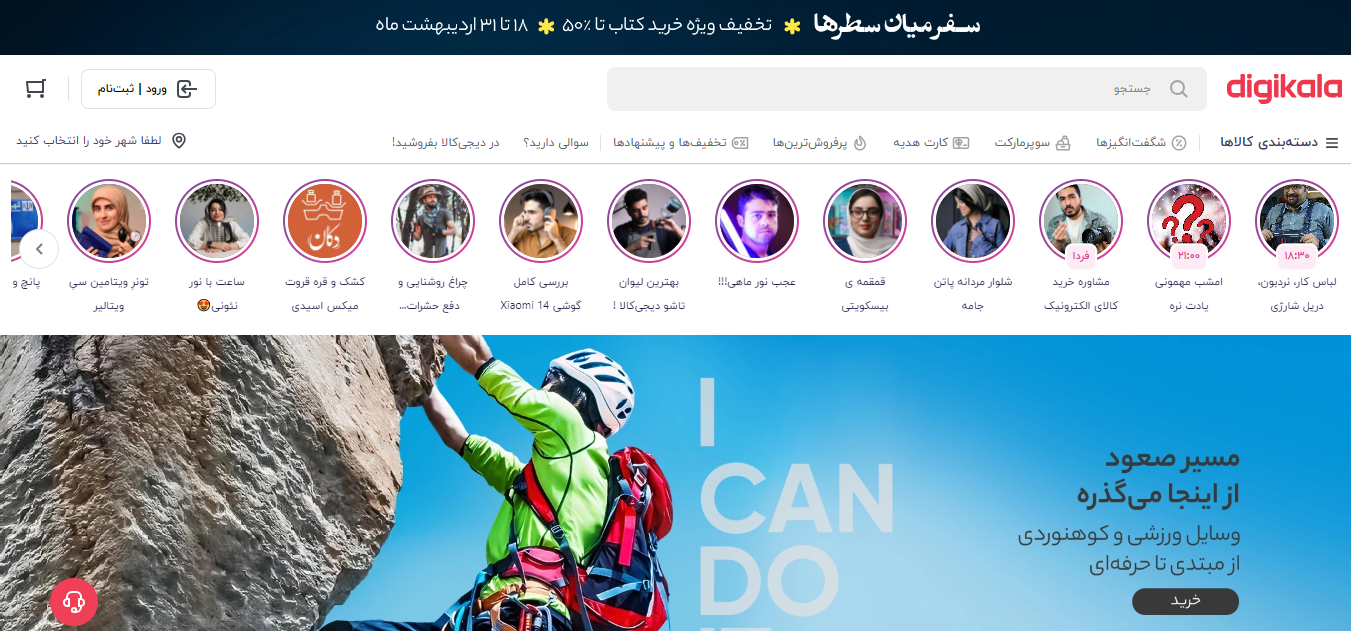 سفر میان سطرها تخفیف ویژه خرید کتاب تا ۵۰٪ ۱۸ تا ۳۱ اردیبهشت ماه
digikala
جستجو
ورود | ثبت‌نام
دسته‌بندی کالاها
شگفت‌انگیزها
سوپرمارکت
کارت هدیه
پرفروش‌ترین‌ها
تخفیف‌ها و پیشنهادها
سوالی دارید؟
در دیجی‌کالا بفروشید!
لطفا شهر خود را انتخاب کنید
۱۸:۳۰
لباس کار، نردبون،
دریل شارژی
???
۲۱:۰۰
امشب مهمونی
یادت نره
فردا
مشاوره خرید
کالای الکترونیک
شلوار مردانه پاتن
جامه
قمقمه ی
بیسکویتی
عجب نور ماهی!!!
بهترین لیوان
تاشو دیجی‌کالا !
بررسی کامل
گوشی Xiaomi 14
چراغ روشنایی و
دفع حشرات...
دکان
کشک و قره قروت
میکس اسیدی
ساعت با نور
نئونی🤩
تونرِ ویتامین سیِ
ویتالیر
پانچ و
I
CAN
DO
IT
مسیر صعود
از اینجا می‌گذره
وسایل ورزشی و کوهنوردی
از مبتدی تا حرفه‌ای
خرید